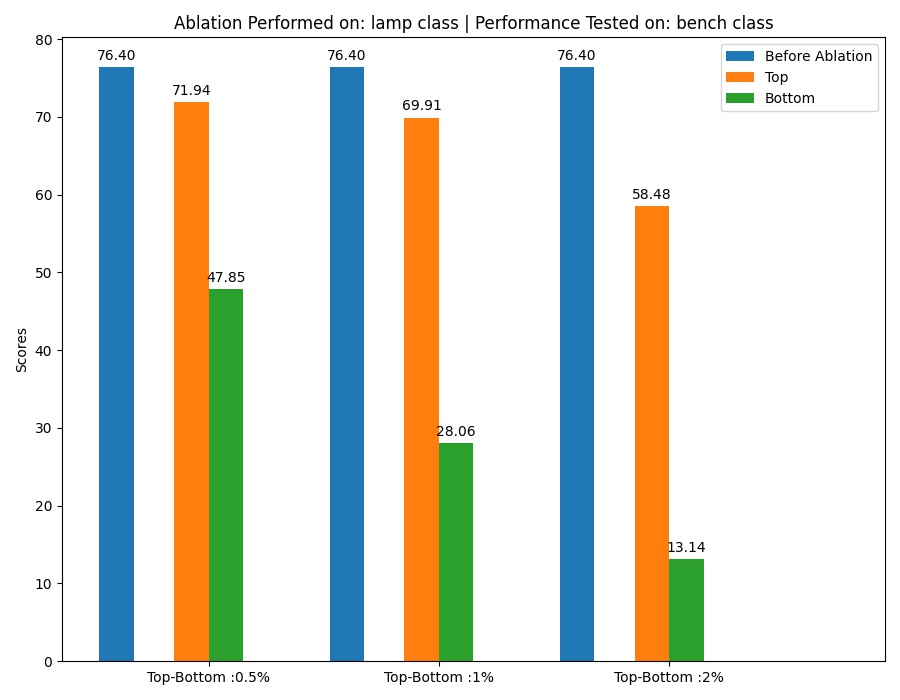 Ablation Performed on: lamp class | Performance Tested on: bench class
80
70
60
50
40
30
20
10
0
Scores
76.40
71.94
47.85
76.40
69.91
28.06
76.40
58.48
13.14
Before Ablation
Top
Bottom
Top-Bottom :0.5%
Top-Bottom :1%
Top-Bottom :2%